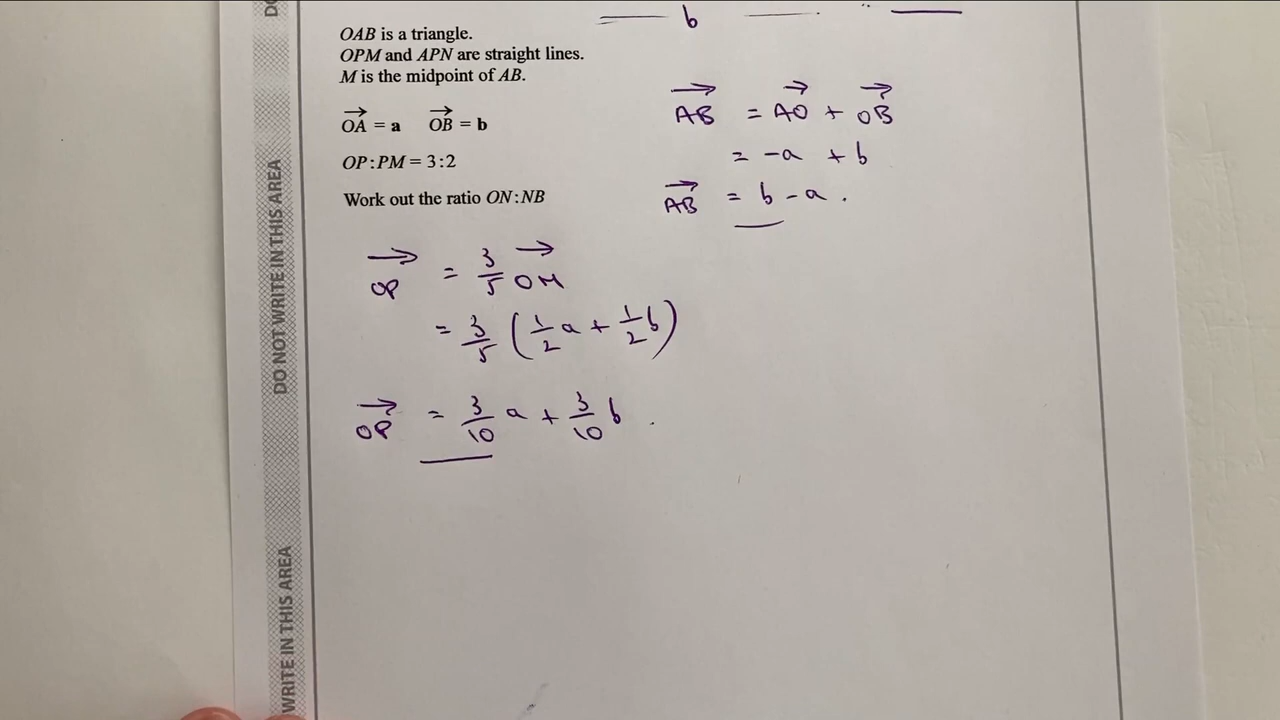 DO
b
OAB is a triangle.
OPM and APN are straight lines.
M is the midpoint of AB.
→OA = a →OB = b
OP : PM = 3 : 2
Work out the ratio ON : NB
→AB = →AO + →OB
= -a + b
→AB = b - a .
→OP = 3/5 →OM
= 3/5 (1/2 a + 1/2 b)
→OP = 3/10 a + 3/10 b .
DO NOT WRITE IN THIS AREA
WRITE IN THIS AREA